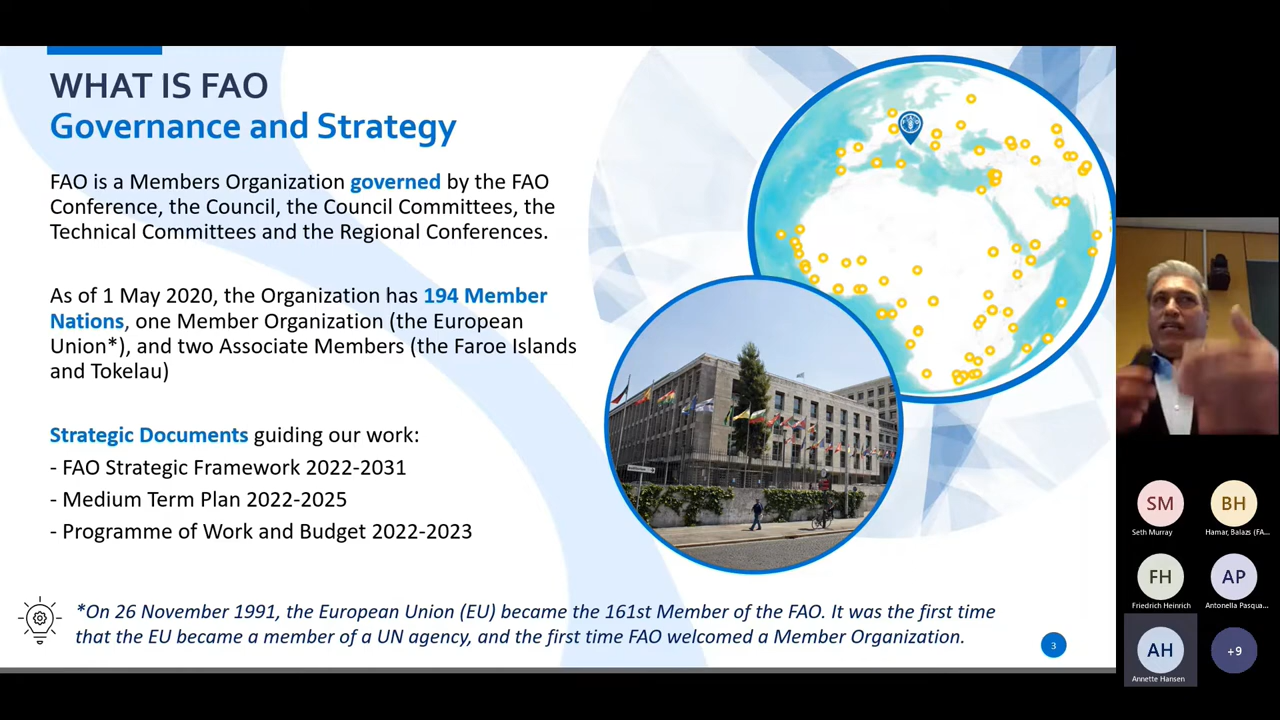 WHAT IS FAO
Governance and Strategy
FAO is a Members Organization governed by the FAO
Conference, the Council, the Council Committees, the
Technical Committees and the Regional Conferences.
As of 1 May 2020, the Organization has 194 Member
Nations, one Member Organization (the European
Union*), and two Associate Members (the Faroe Islands
and Tokelau)
Strategic Documents guiding our work:
- FAO Strategic Framework 2022-2031
- Medium Term Plan 2022-2025
- Programme of Work and Budget 2022-2023
*On 26 November 1991, the European Union (EU) became the 161st Member of the FAO. It was the first time
that the EU became a member of a UN agency, and the first time FAO welcomed a Member Organization.
3
SM
BH
Seth Murray
Hamar, Balazs (FA...
FH
AP
Friedrich Heinrich
Antonella Pasqua...
AH
+9
Annette Hansen